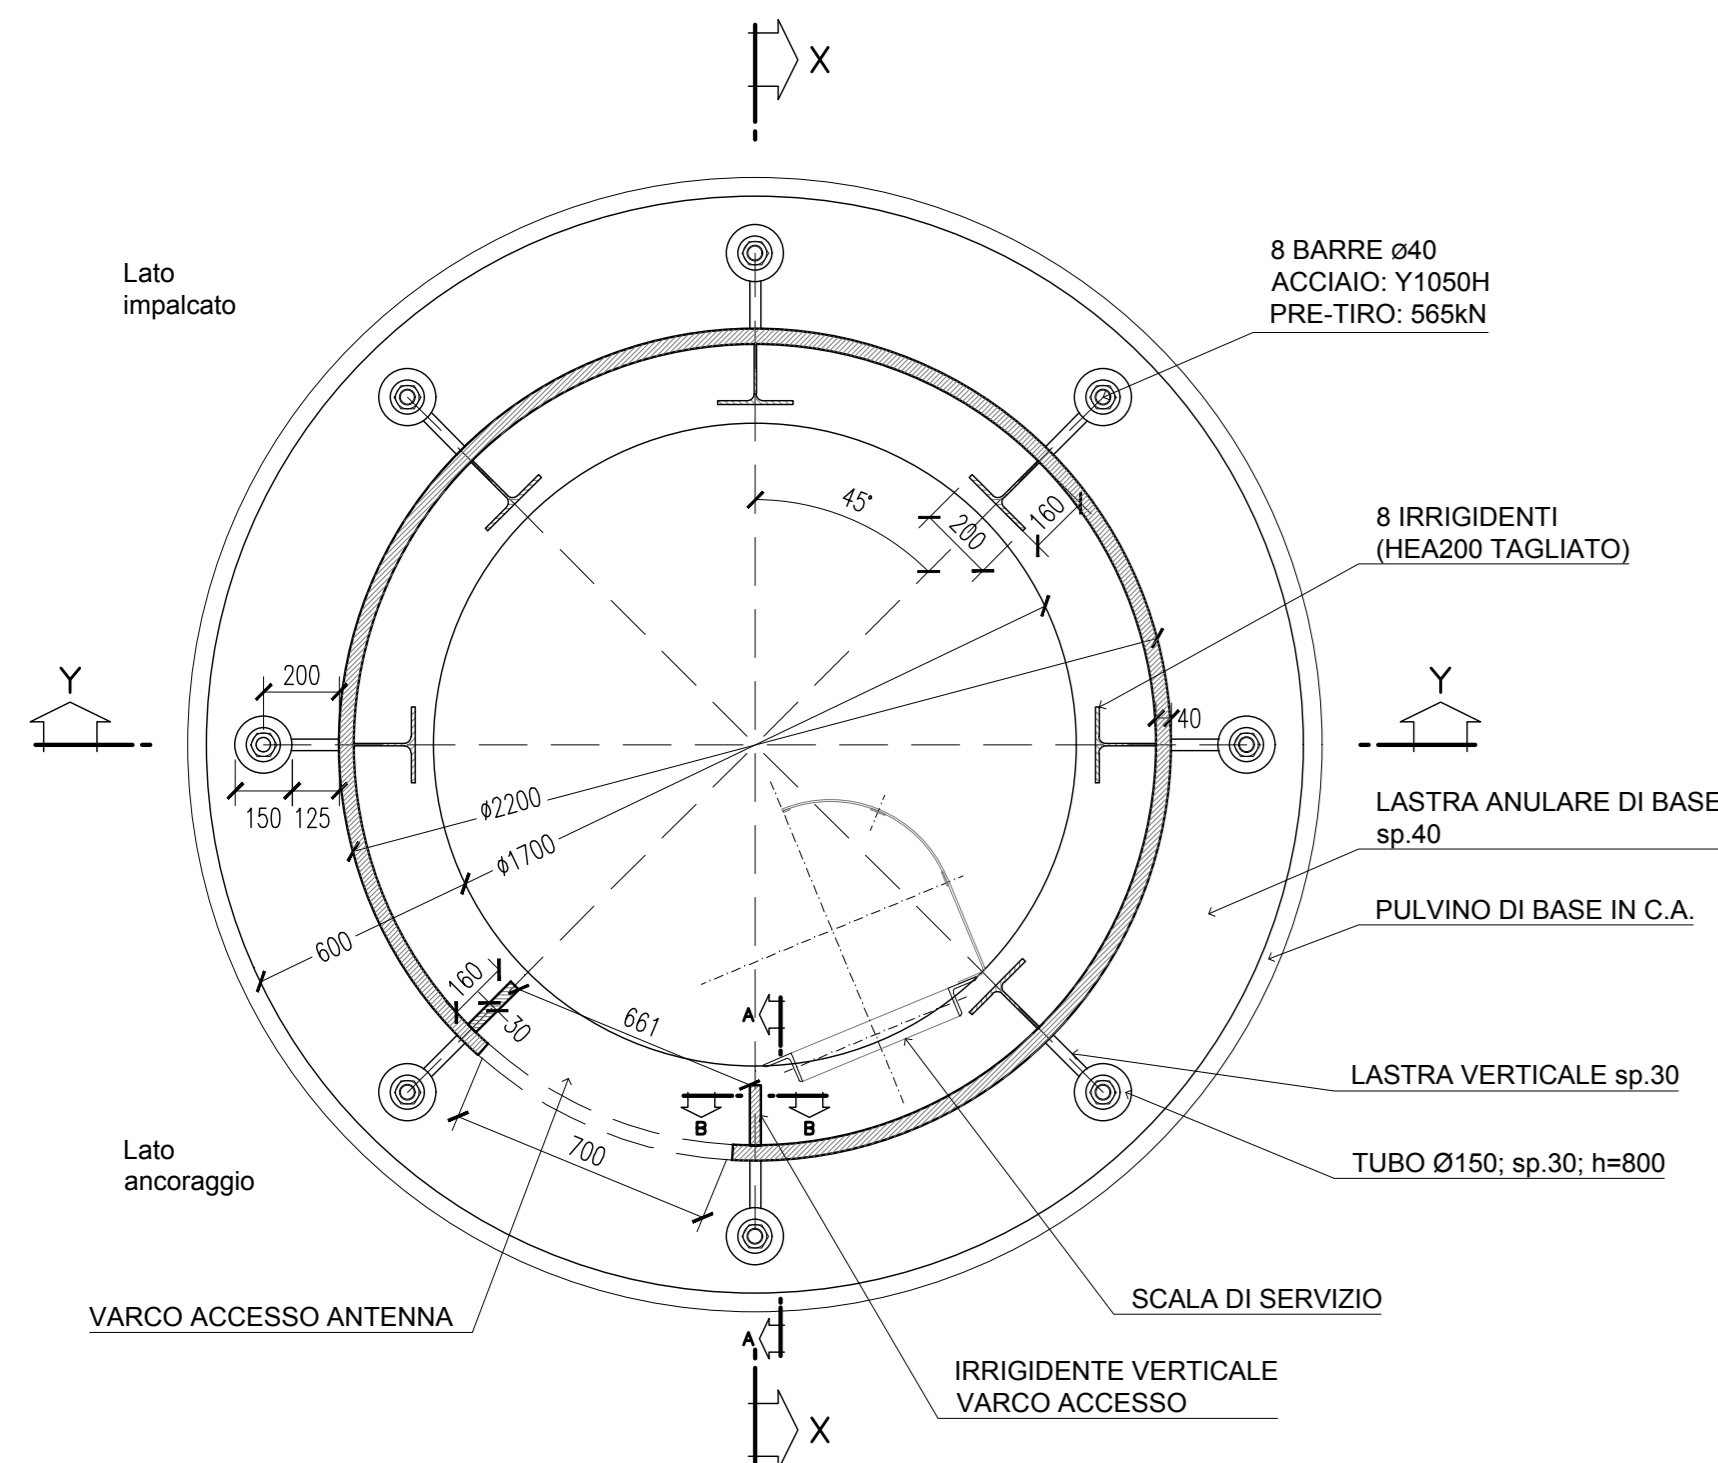 X
Lato
impalcato
8 BARRE ø40
ACCIAIO: Y1050H
PRE-TIRO: 565kN
45°
200
160
8 IRRIGIDENTI
(HEA200 TAGLIATO)
Y
200
Y
40
150
125
ø2200
ø1700
LASTRA ANULARE DI BASE
sp.40
PULVINO DI BASE IN C.A.
600
160
30
661
A
B
B
LASTRA VERTICALE sp.30
700
Lato
ancoraggio
TUBO Ø150; sp.30; h=800
VARCO ACCESSO ANTENNA
SCALA DI SERVIZIO
A
IRRIGIDENTE VERTICALE
VARCO ACCESSO
X